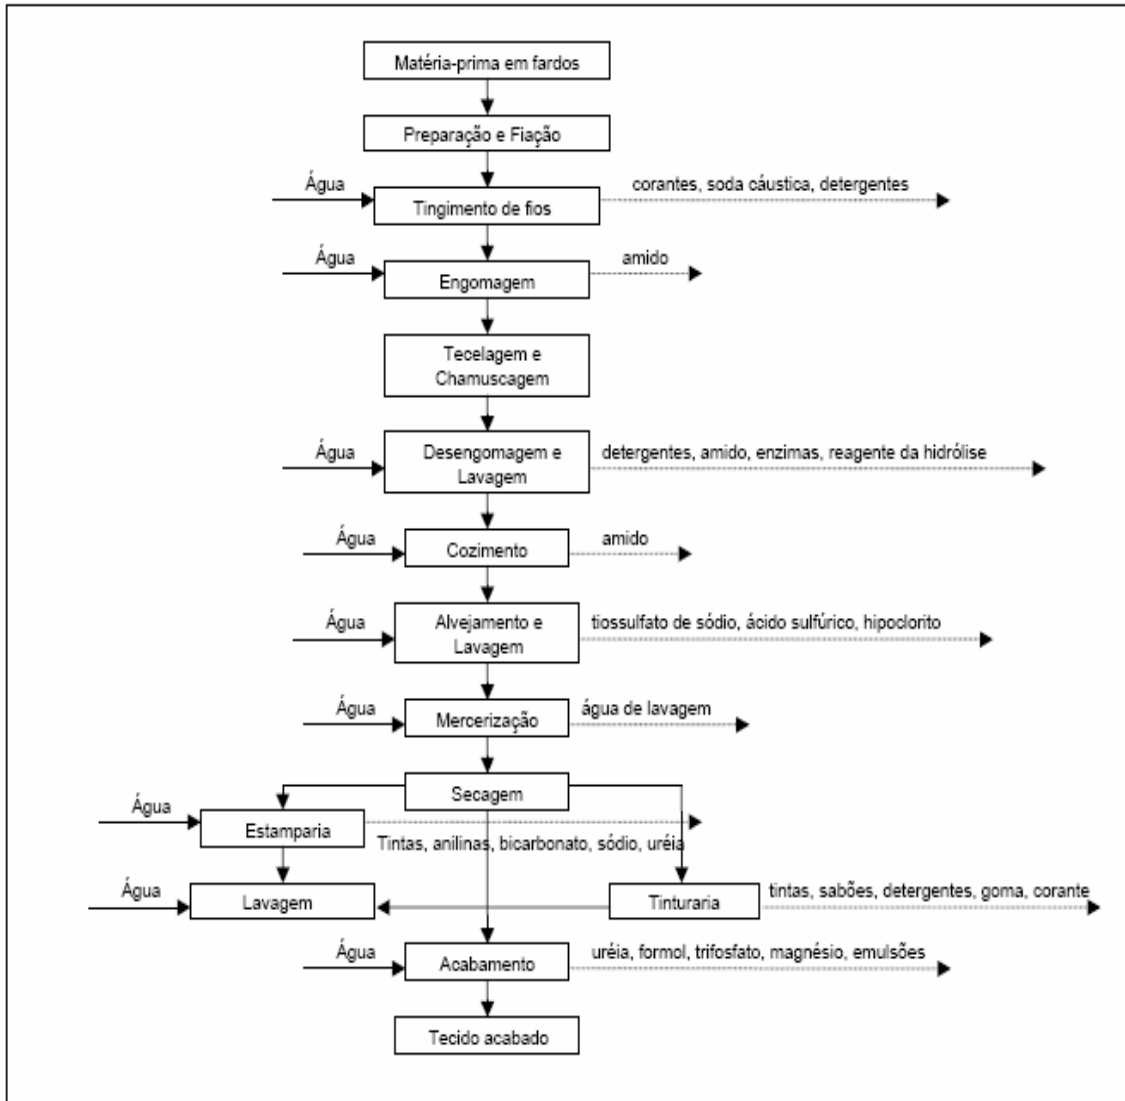 Matéria-prima em fardos
Preparação e Fiação
Água
Tingimento de fios
corantes, soda cáustica, detergentes
Água
Engomagem
amido
Tecelagem e
Chamuscagem
Água
Desengomagem e
Lavagem
detergentes, amido, enzimas, reagente da hidrólise
Água
Cozimento
amido
Água
Alvejamento e
Lavagem
tiossulfato de sódio, ácido sulfúrico, hipoclorito
Água
Mercerização
água de lavagem
Secagem
Água
Estamparia
Tintas, anilinas, bicarbonato, sódio, uréia
Água
Lavagem
Tinturaria
tintas, sabões, detergentes, goma, corante
Água
Acabamento
uréia, formol, trifosfato, magnésio, emulsões
Tecido acabado